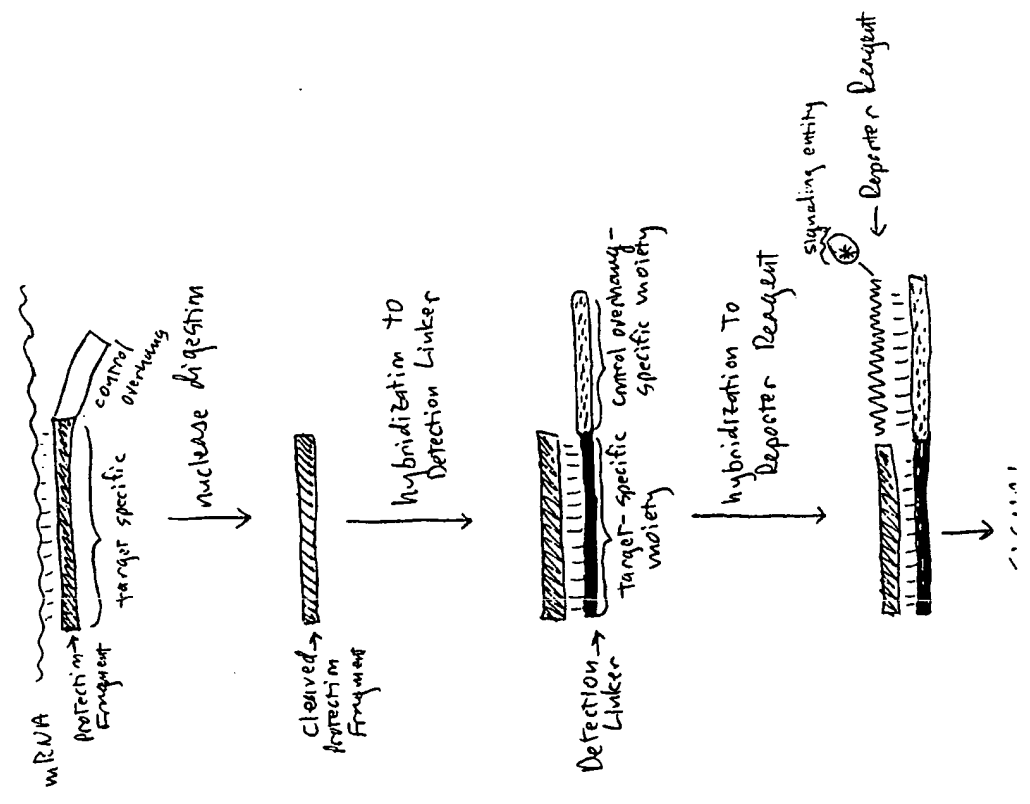 mRNA
Protection →
Fragment
target specific
control
overhang
nuclease digestion
Cleaved →
Protection
Fragment
hybridization to
Detection Linker
Detection →
Linker
target-specific
moiety
control overhang-
specific moiety
hybridization To
Reporter Reagent
signaling entity
*
← Reporter Reagent